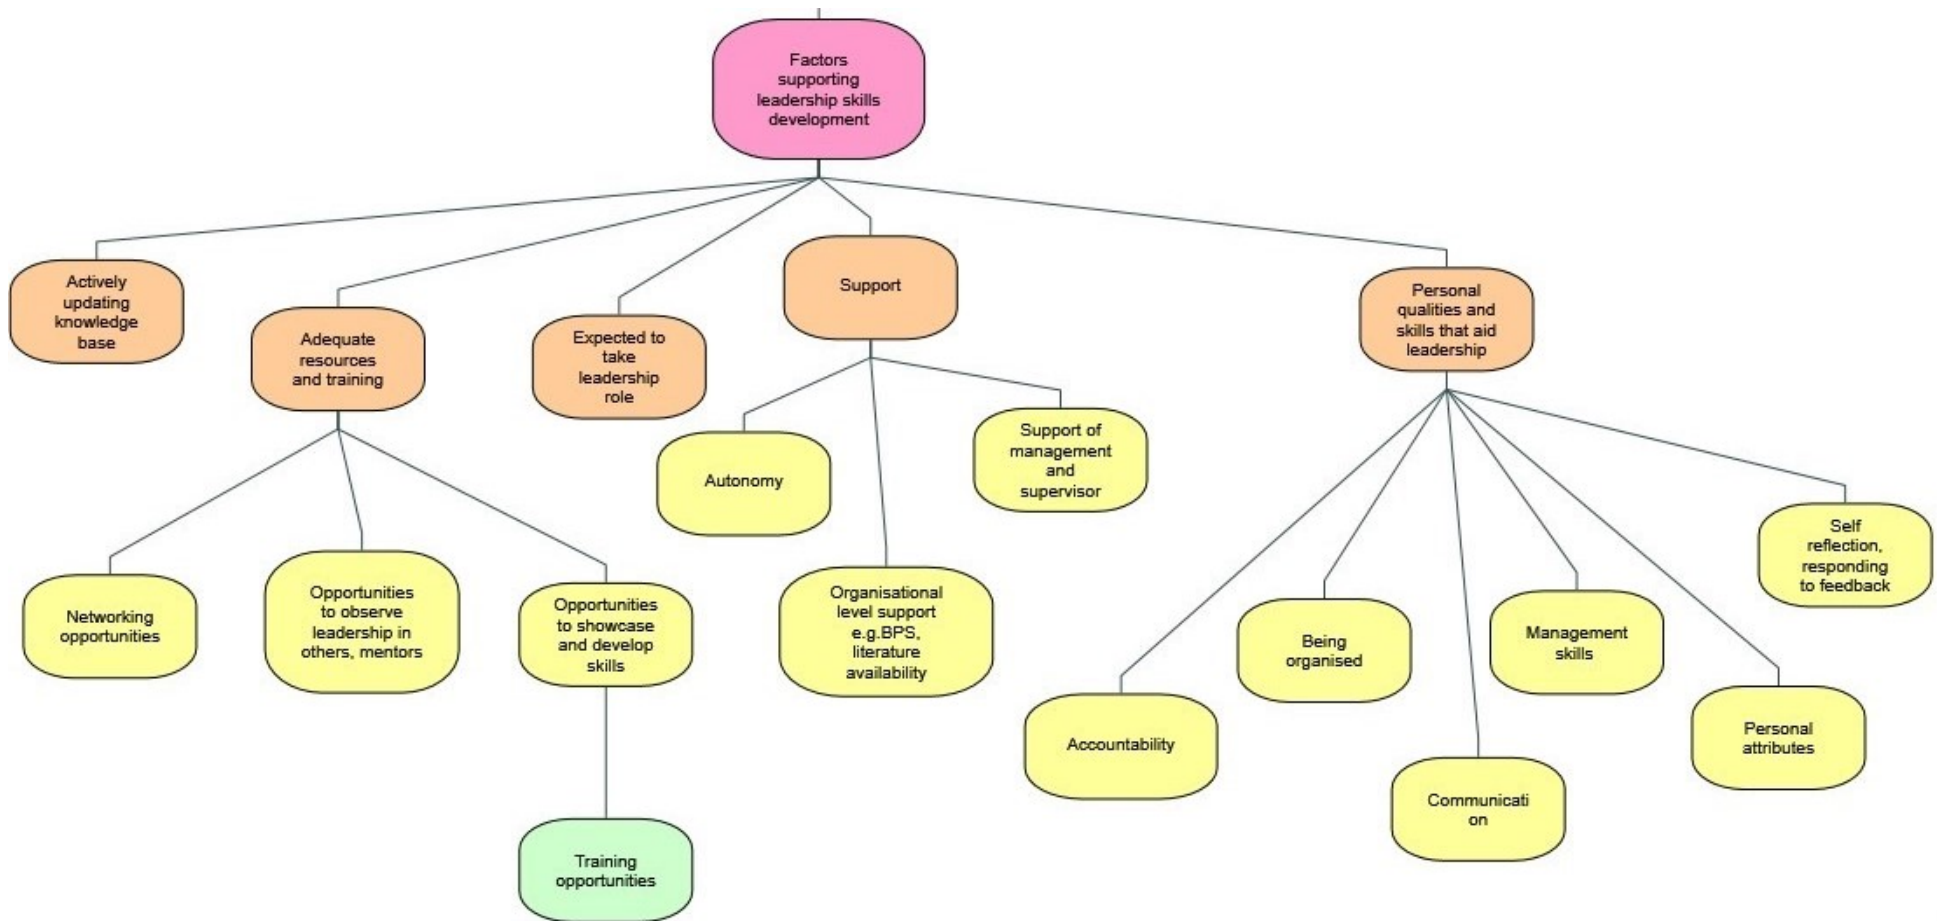 Factors
supporting
leadership skills
development
Actively
updating
knowledge
base
Adequate
resources
and training
Expected to
take
leadership
role
Support
Personal
qualities and
skills that aid
leadership
Networking
opportunities
Opportunities
to observe
leadership in
others, mentors
Opportunities
to showcase
and develop
skills
Training
opportunities
Autonomy
Organisational
level support
e.g.BPS,
literature
availability
Support of
management
and
supervisor
Accountability
Being
organised
Communicati
on
Management
skills
Personal
attributes
Self
reflection,
responding
to feedback